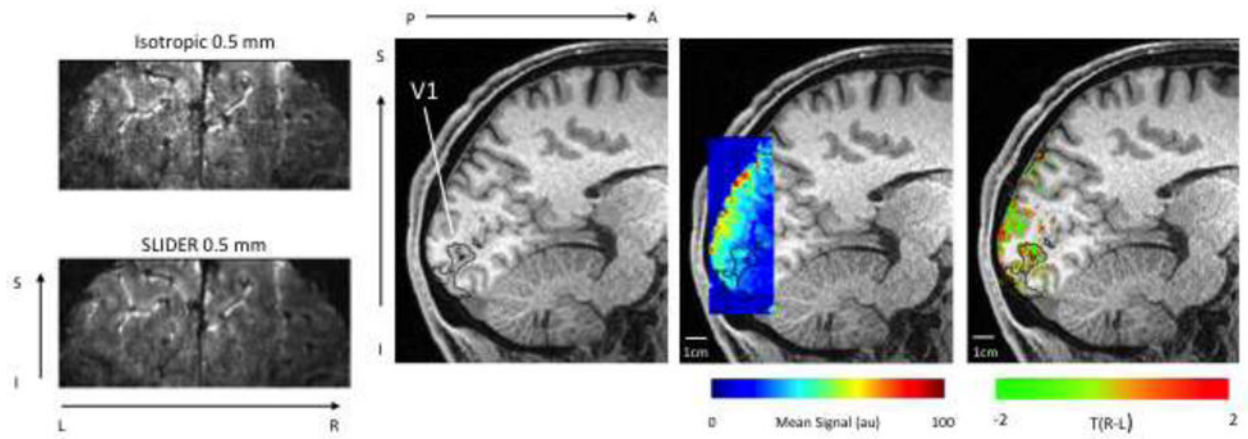 P A
Isotropic 0.5 mm
S
V1
SLIDER 0.5 mm
S
I
I
1cm
1cm
L R
0 Mean Signal (au) 100
-2 T(R-L) 2